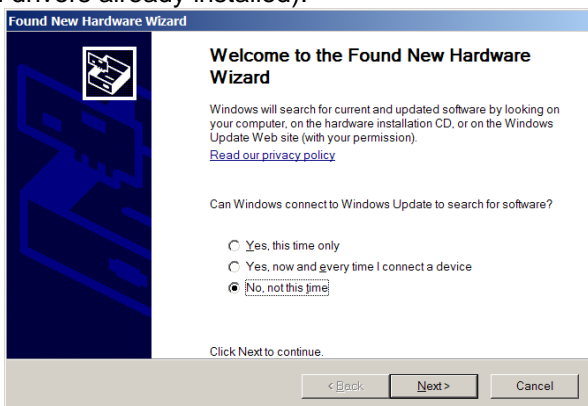 drivers already installed).
Found New Hardware Wizard
Welcome to the Found New Hardware
Wizard
Windows will search for current and updated software by looking on
your computer, on the hardware installation CD, or on the Windows
Update Web site (with your permission).
Read our privacy policy
Can Windows connect to Windows Update to search for software?
Yes, this time only
Yes, now and every time I connect a device
No, not this time
Click Next to continue.
< Back
Next >
Cancel